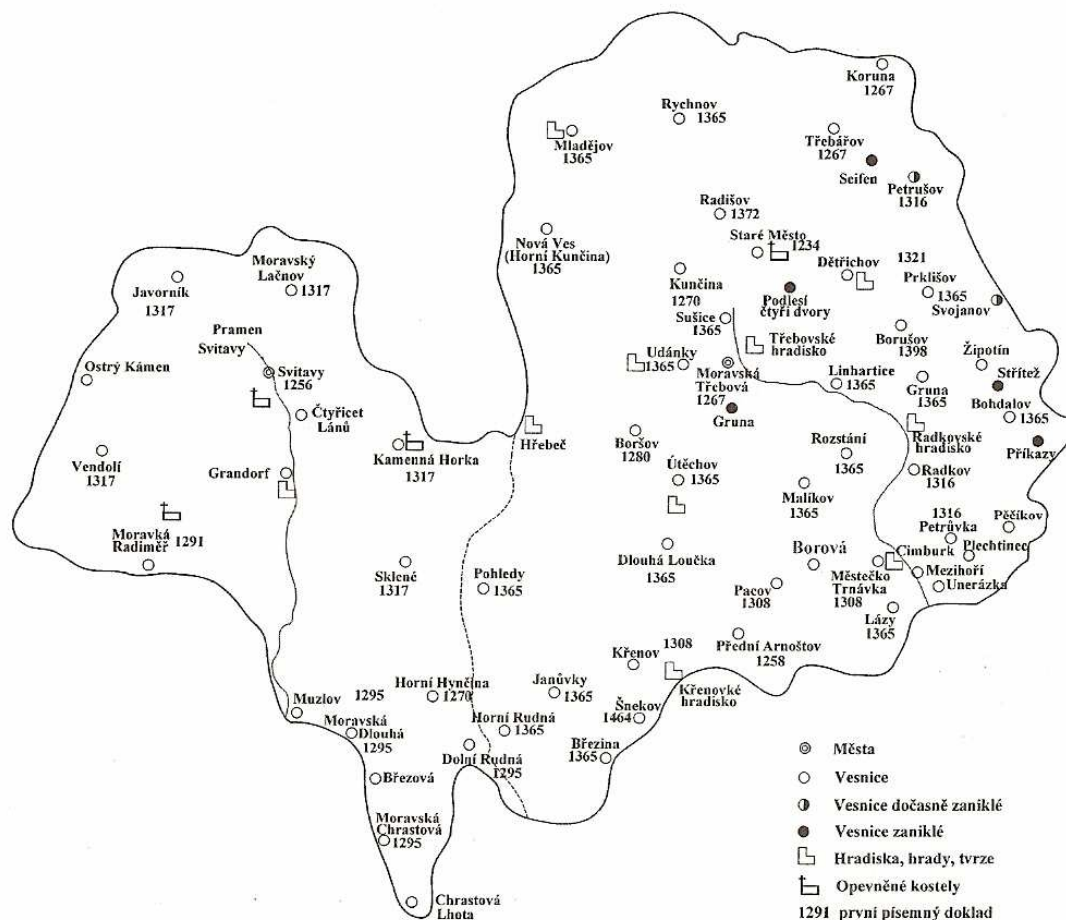 Koruna
1267
Rychnov
1365
Mladějov
1365
Třebářov
1267
Seifen
Petrušov
1316
Radišov
1372
Staré Město
1234
Nová Ves
(Horní Kunčina)
1365
Dětřichov
1321
Prklišov
1365
Svojanov
Moravský
Lačnov
1317
Javorník
1317
Kunčina
1270
Podlesí
čtyři dvory
Sušice
1365
Třebovské
hradisko
Borušov
1398
Pramen
Svitavy
Svitavy
1256
Ostrý Kámen
Udánky
1365
Moravská
Třebová
1267
Linhartice
1365
Žipotín
Střítež
Gruna
1365
Bohdalov
1365
Čtyřicet
Lánů
Gruna
Hřebeč
Boršov
1280
Radkovské
hradisko
Příkazy
Kamenná Horka
1317
Rozstání
1365
Vendolí
1317
Grandorf
Útěchov
1365
Malíkov
1365
Radkov
1316
Moravká
Radiměř
1291
1316
Petrůvka
Pěčíkov
Plechtinec
Dlouhá Loučka
1365
Borová
Cimburk
Mezihoří
Unerázka
Městečko
Trnávka
1308
Sklené
1317
Pohledy
1365
Pacov
1308
Lázy
1365
Přední Arnoštov
1258
Křenov
1308
Křenovké
hradisko
Horní Hynčina
1270
Janůvky
1365
Muzlov
1295
Moravská
Dlouhá
1295
Horní Rudná
1365
Šnekov
1464
Březina
1365
Dolní Rudná
1295
Březová
Moravská
Chrastová
1295
Chrastová
Lhota
Města
Vesnice
Vesnice dočasně zaniklé
Vesnice zaniklé
Hradiska, hrady, tvrze
Opevněné kostely
1291 první písemný doklad